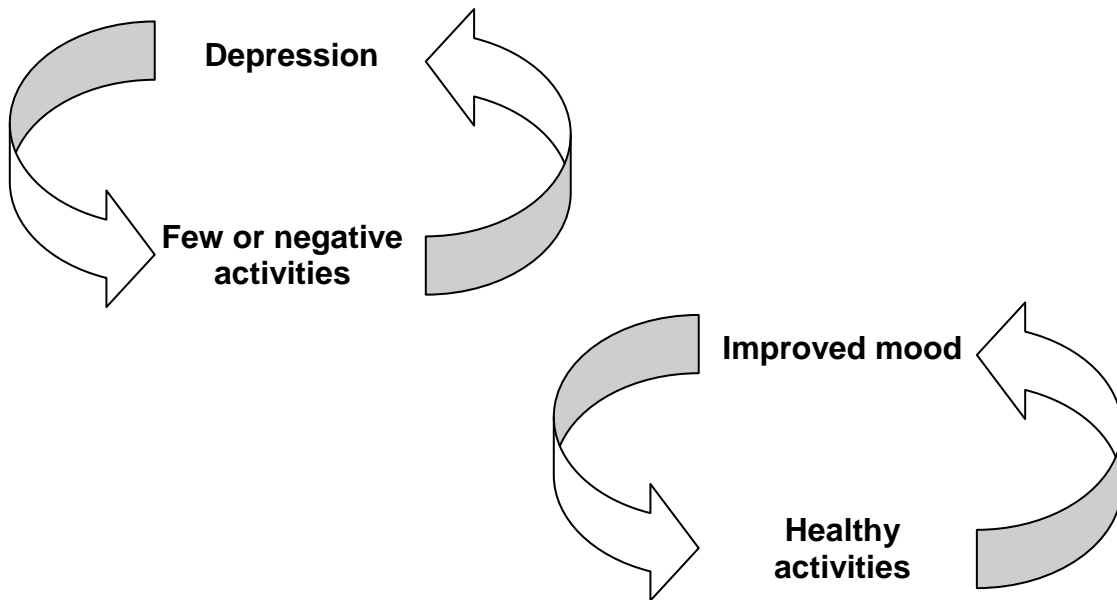 Depression
Few or negative
activities
Improved mood
Healthy
activities